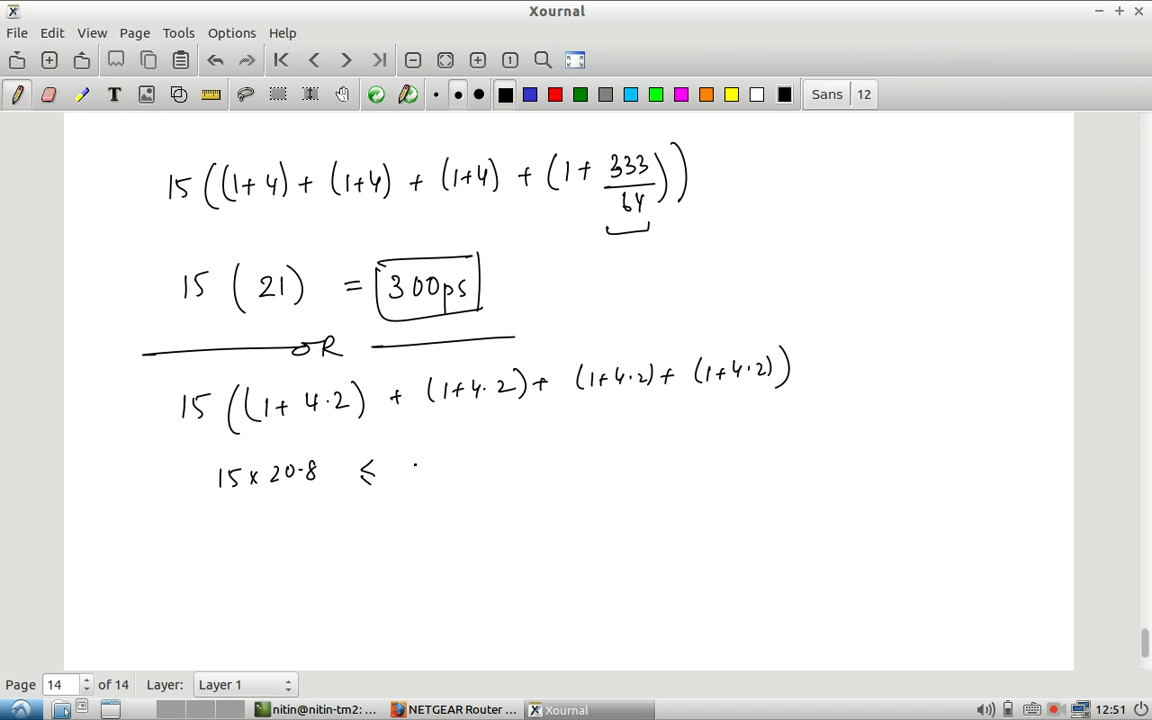 Xournal
File Edit View Page Tools Options Help
Sans 12
15 ((1+4) + (1+4) + (1+4) + (1 + 333/64))
15 (21) = 300ps
OR
15 ((1+ 4.2) + (1+4.2) + (1+4.2) + (1+4.2))
15 x 20.8 ≤
Page 14 of 14 Layer: Layer 1
nitin@nitin-tm2: ... NETGEAR Router ... Xournal 12:51